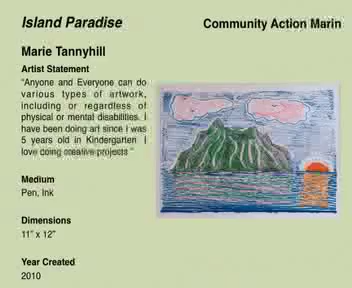 Island Paradise
Community Action Marin
Marie Tannyhill
Artist Statement
“Anyone and Everyone can do
various types of artwork,
including or regardless of
physical or mental disabilities. I
have been doing art since I was
5 years old in Kindergarten I
love doing creative projects ”
Medium
Pen, Ink
Dimensions
11” x 12”
Year Created
2010